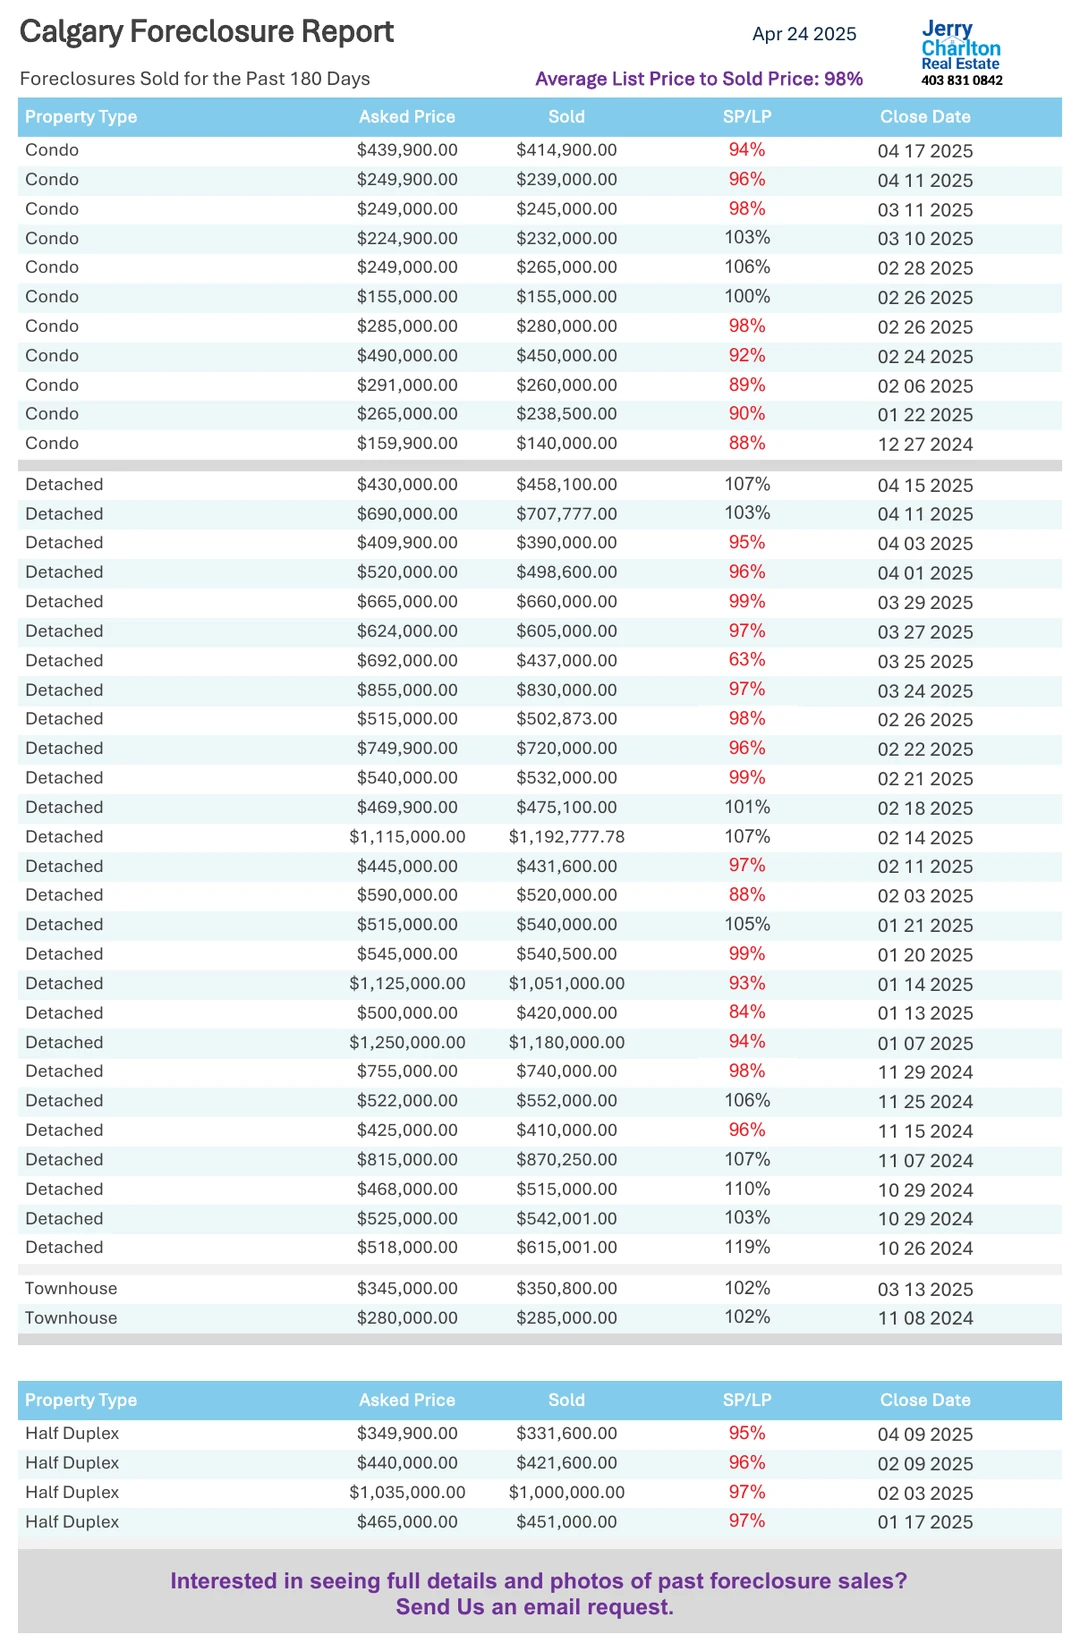 Calgary Foreclosure Report
Apr 24 2025
Jerry
Charlton
Real Estate
403 831 0842
Foreclosures Sold for the Past 180 Days
Average List Price to Sold Price: 98%
Property Type Asked Price Sold SP/LP Close Date
Condo $439,900.00 $414,900.00 94% 04 17 2025
Condo $249,900.00 $239,000.00 96% 04 11 2025
Condo $249,000.00 $245,000.00 98% 03 11 2025
Condo $224,900.00 $232,000.00 103% 03 10 2025
Condo $249,000.00 $265,000.00 106% 02 28 2025
Condo $155,000.00 $155,000.00 100% 02 26 2025
Condo $285,000.00 $280,000.00 98% 02 26 2025
Condo $490,000.00 $450,000.00 92% 02 24 2025
Condo $291,000.00 $260,000.00 89% 02 06 2025
Condo $265,000.00 $238,500.00 90% 01 22 2025
Condo $159,900.00 $140,000.00 88% 12 27 2024
Detached $430,000.00 $458,100.00 107% 04 15 2025
Detached $690,000.00 $707,777.00 103% 04 11 2025
Detached $409,900.00 $390,000.00 95% 04 03 2025
Detached $520,000.00 $498,600.00 96% 04 01 2025
Detached $665,000.00 $660,000.00 99% 03 29 2025
Detached $624,000.00 $605,000.00 97% 03 27 2025
Detached $692,000.00 $437,000.00 63% 03 25 2025
Detached $855,000.00 $830,000.00 97% 03 24 2025
Detached $515,000.00 $502,873.00 98% 02 26 2025
Detached $749,900.00 $720,000.00 96% 02 22 2025
Detached $540,000.00 $532,000.00 99% 02 21 2025
Detached $469,900.00 $475,100.00 101% 02 18 2025
Detached $1,115,000.00 $1,192,777.78 107% 02 14 2025
Detached $445,000.00 $431,600.00 97% 02 11 2025
Detached $590,000.00 $520,000.00 88% 02 03 2025
Detached $515,000.00 $540,000.00 105% 01 21 2025
Detached $545,000.00 $540,500.00 99% 01 20 2025
Detached $1,125,000.00 $1,051,000.00 93% 01 14 2025
Detached $500,000.00 $420,000.00 84% 01 13 2025
Detached $1,250,000.00 $1,180,000.00 94% 01 07 2025
Detached $755,000.00 $740,000.00 98% 11 29 2024
Detached $522,000.00 $552,000.00 106% 11 25 2024
Detached $425,000.00 $410,000.00 96% 11 15 2024
Detached $815,000.00 $870,250.00 107% 11 07 2024
Detached $468,000.00 $515,000.00 110% 10 29 2024
Detached $525,000.00 $542,001.00 103% 10 29 2024
Detached $518,000.00 $615,001.00 119% 10 26 2024
Townhouse $345,000.00 $350,800.00 102% 03 13 2025
Townhouse $280,000.00 $285,000.00 102% 11 08 2024
Property Type Asked Price Sold SP/LP Close Date
Half Duplex $349,900.00 $331,600.00 95% 04 09 2025
Half Duplex $440,000.00 $421,600.00 96% 02 09 2025
Half Duplex $1,035,000.00 $1,000,000.00 97% 02 03 2025
Half Duplex $465,000.00 $451,000.00 97% 01 17 2025
Interested in seeing full details and photos of past foreclosure sales?
Send Us an email request.